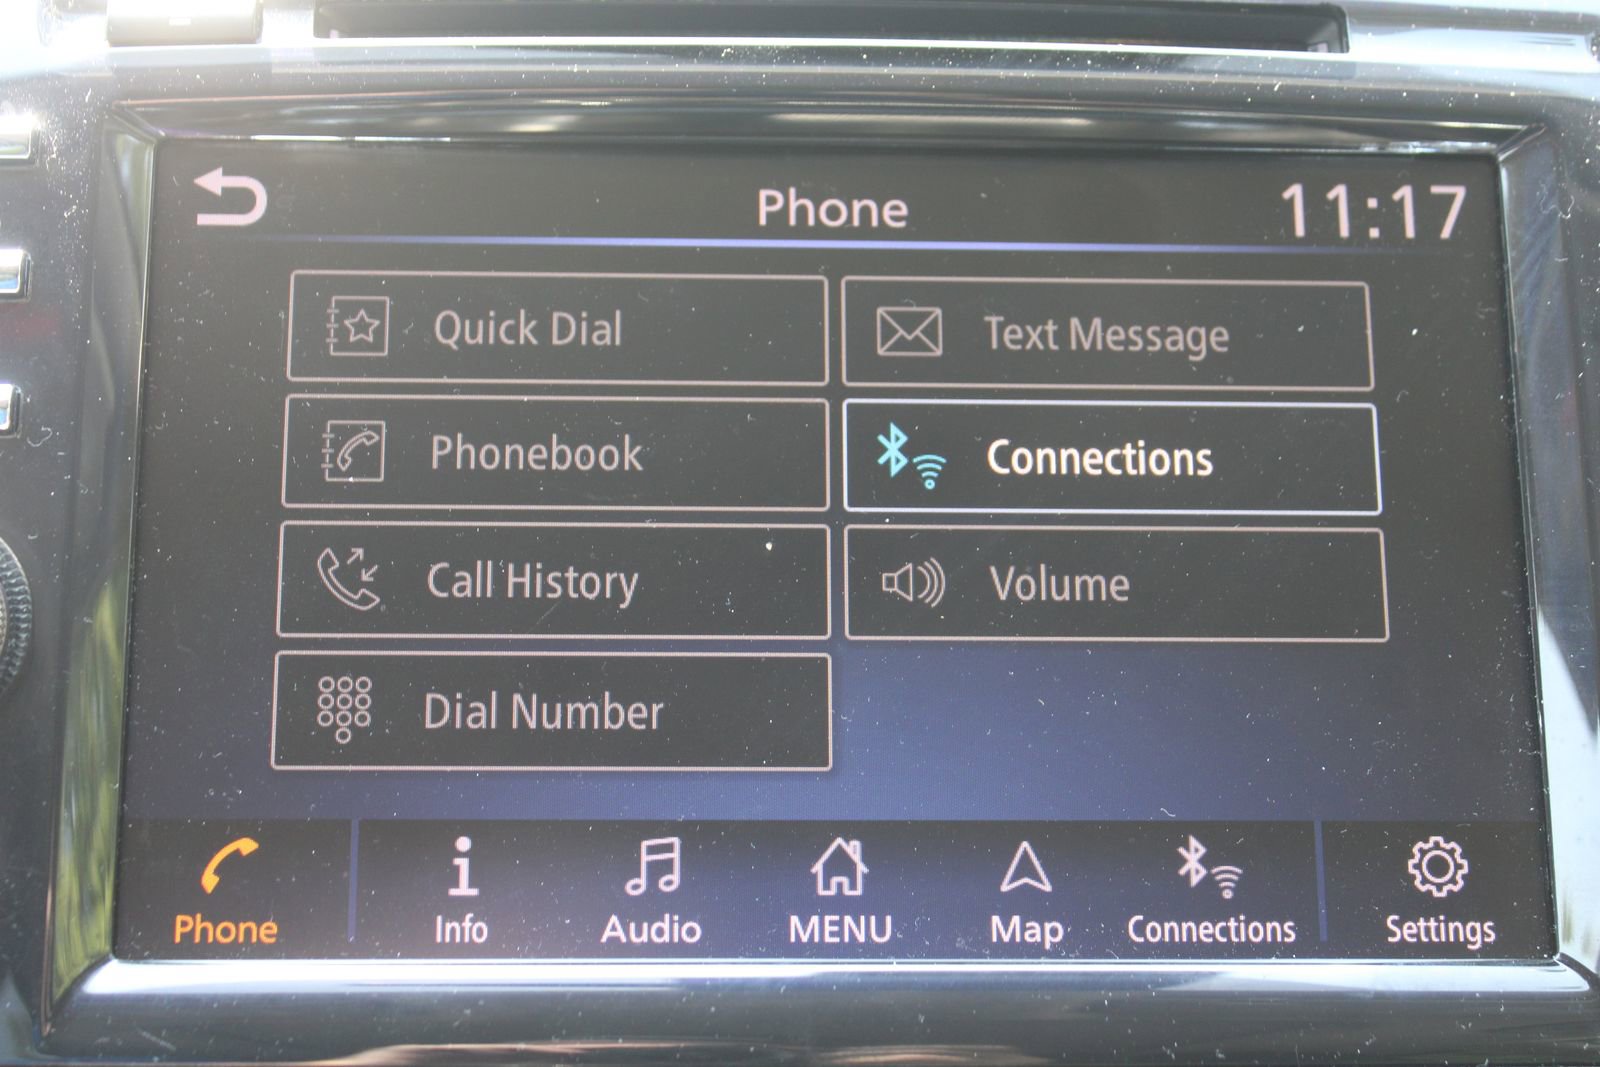 Phone
11:17
Quick Dial
Text Message
Phonebook
Connections
Call History
Volume
Dial Number
Phone
Info
Audio
MENU
Map
Connections
Settings